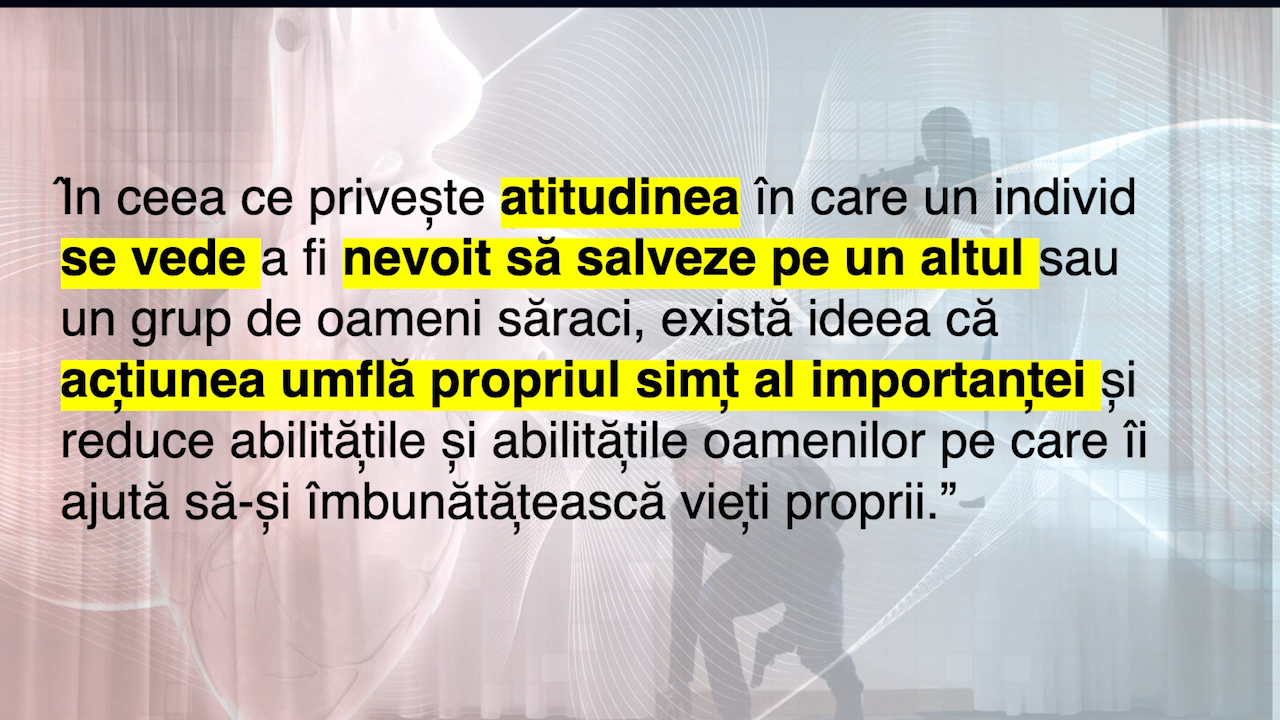 În ceea ce privește atitudinea în care un individ
se vede a fi nevoit să salveze pe un altul sau
un grup de oameni săraci, există ideea că
acțiunea umflă propriul simț al importanței și
reduce abilitățile și abilitățile oamenilor pe care îi
ajută să-și îmbunătățească vieți proprii.”